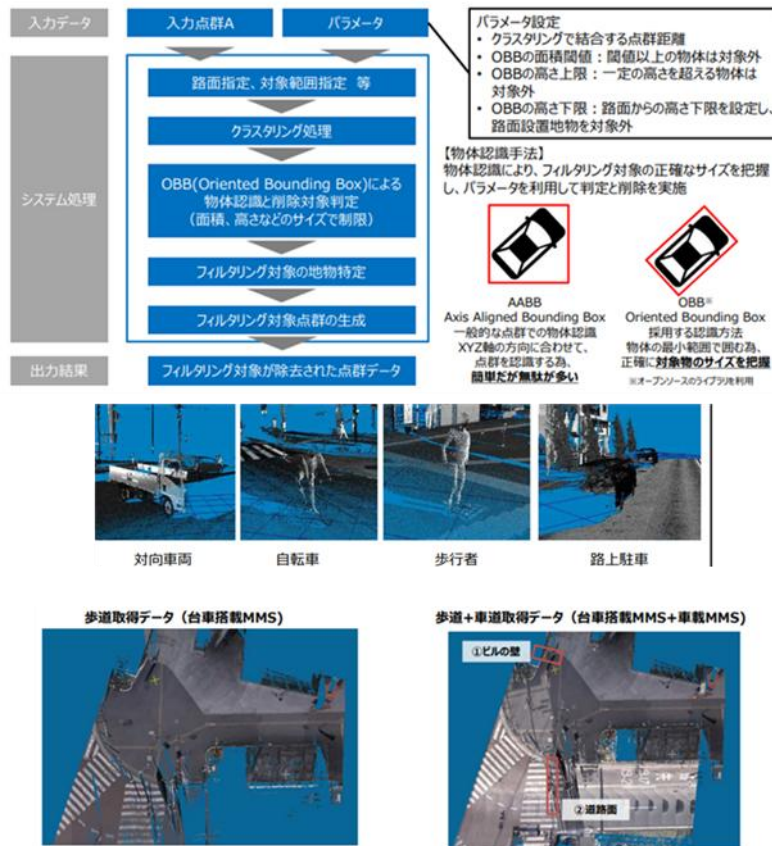 入力データ
入力点群A
パラメータ
システム処理
路面指定、対象範囲指定 等
クラスタリング処理
OBB(Oriented Bounding Box)による
物体認識と削除対象判定
(面積、高さなどのサイズで制限)
フィルタリング対象の地物特定
フィルタリング対象点群の生成
出力結果
フィルタリング対象が除去された点群データ
パラメータ設定
• クラスタリングで結合する点群距離
• OBBの面積閾値：閾値以上の物体は対象外
• OBBの高さ上限：一定の高さを超える物体は
対象外
• OBBの高さ下限：路面からの高さ下限を設定し、
路面設置地物を対象外
【物体認識手法】
物体認識により、フィルタリング対象の正確なサイズを把握
し、パラメータを利用して判定と削除を実施
AABB
Axis Aligned Bounding Box
一般的な点群での物体認識
XYZ軸の方向に合わせて、
点群を認識する為、
簡単だが無駄が多い
OBB※
Oriented Bounding Box
採用する認識方法
物体の最小範囲で囲む為、
正確に対象物のサイズを把握
※オープンソースのライブラリを利用
対向車両
自転車
歩行者
路上駐車
歩道取得データ（台車搭載MMS）
歩道+車道取得データ（台車搭載MMS+車載MMS）
①ビルの壁
②道路面